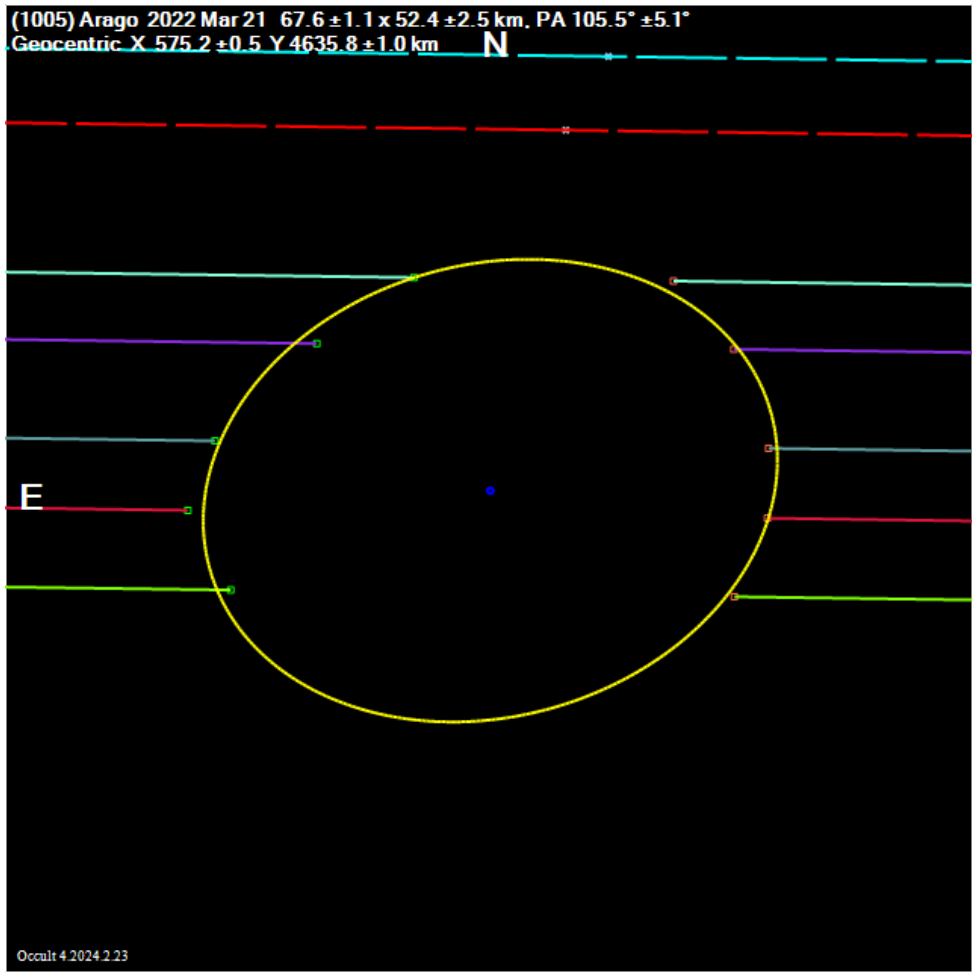 (1005) Arago 2022 Mar 21 67.6 ±1.1 x 52.4 ±2.5 km, PA 105.5° ±5.1°
Geocentric X 575.2 ±0.5 Y 4635.8 ±1.0 km
N
E
Occult 4.2024.2.23